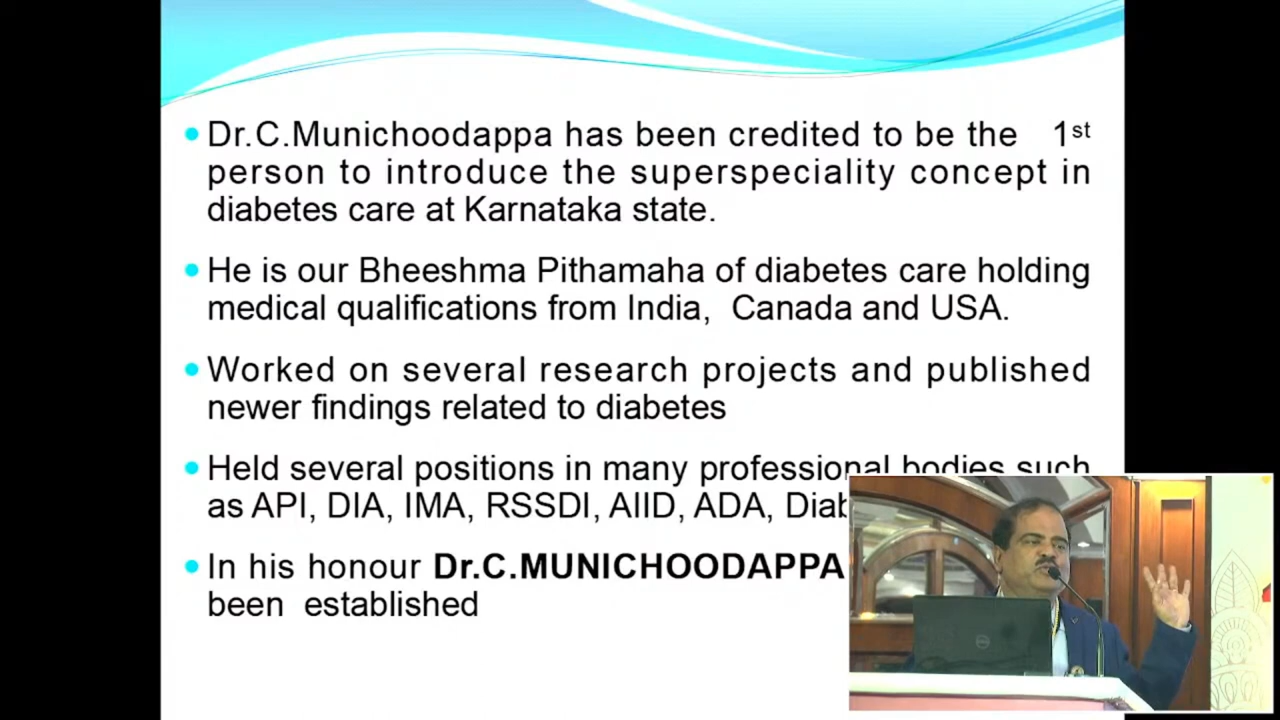 Dr.C.Munichoodappa has been credited to be the 1st
person to introduce the superspeciality concept in
diabetes care at Karnataka state.
He is our Bheeshma Pithamaha of diabetes care holding
medical qualifications from India, Canada and USA.
Worked on several research projects and published
newer findings related to diabetes
Held several positions in many professional bodies such
as API, DIA, IMA, RSSDI, AIID, ADA,
In his honour Dr.C.MUNICHOODAPPA
been established